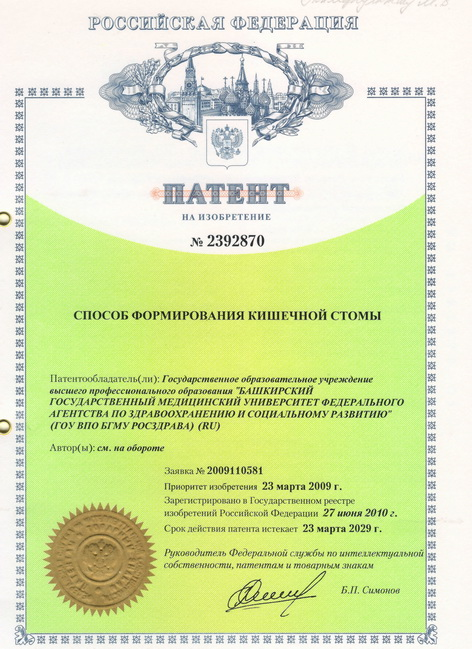 РОССИЙСКАЯ ФЕДЕРАЦИЯ
ПАТЕНТ
НА ИЗОБРЕТЕНИЕ
№ 2392870
СПОСОБ ФОРМИРОВАНИЯ КИШЕЧНОЙ СТОМЫ
Патентообладатель(ли): Государственное образовательное учреждение
высшего профессионального образования "БАШКИРСКИЙ
ГОСУДАРСТВЕННЫЙ МЕДИЦИНСКИЙ УНИВЕРСИТЕТ ФЕДЕРАЛЬНОГО
АГЕНТСТВА ПО ЗДРАВООХРАНЕНИЮ И СОЦИАЛЬНОМУ РАЗВИТИЮ"
(ГОУ ВПО БГМУ РОСЗДРАВА) (RU)
Автор(ы): см. на обороте
Заявка № 2009110581
Приоритет изобретения 23 марта 2009 г.
Зарегистрировано в Государственном реестре
изобретений Российской Федерации 27 июня 2010 г.
Срок действия патента истекает 23 марта 2029 г.
Руководитель Федеральной службы по интеллектуальной
собственности, патентам и товарным знакам
Б.П. Симонов